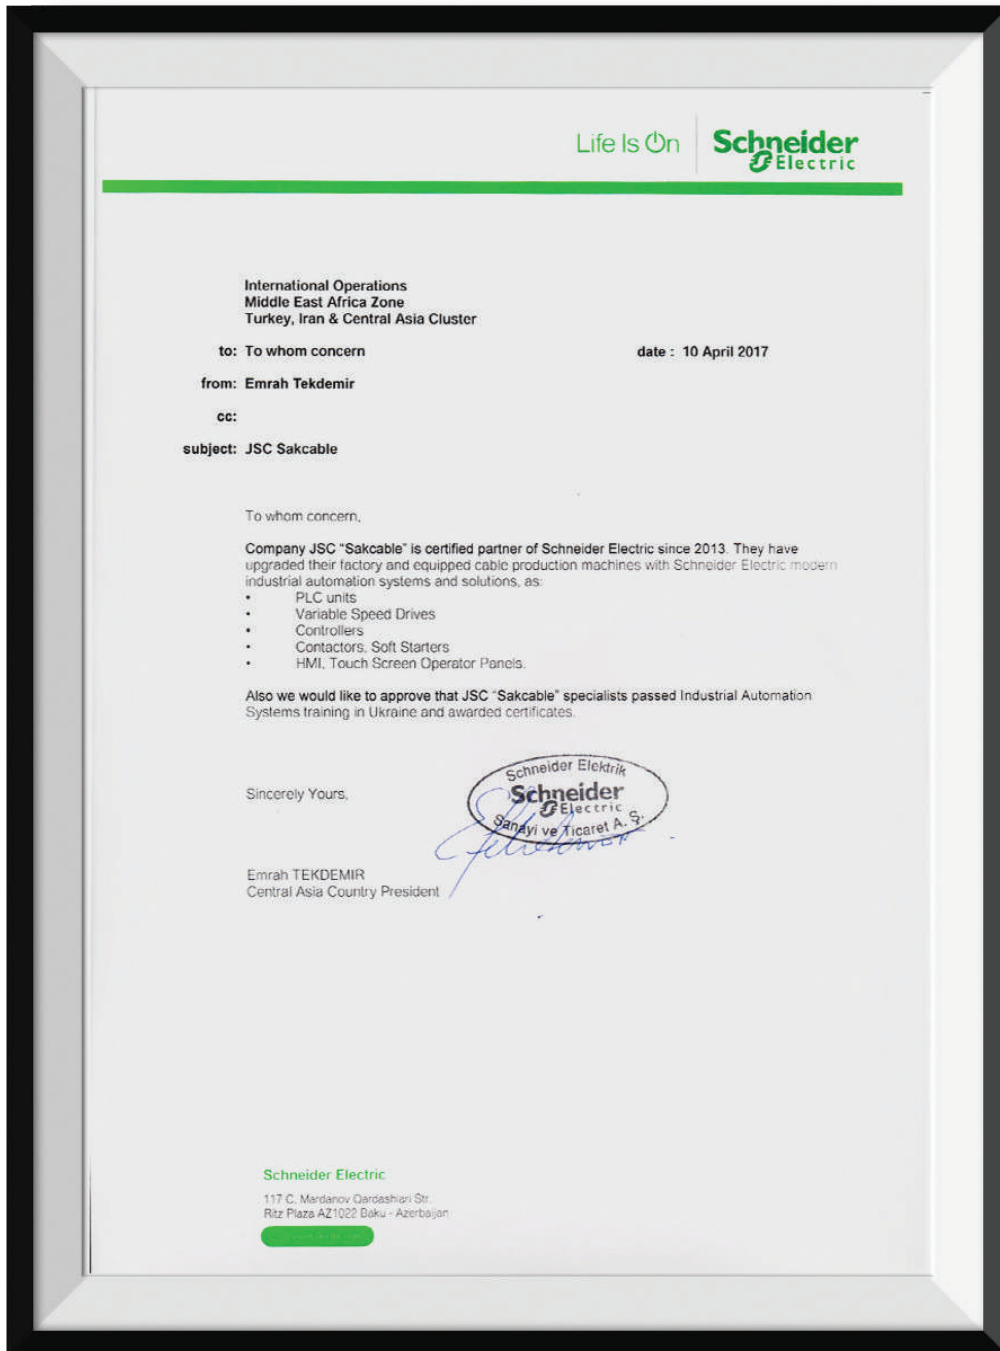 Life Is On
Schneider
Electric
International Operations
Middle East Africa Zone
Turkey, Iran & Central Asia Cluster
to: To whom concern
date : 10 April 2017
from: Emrah Tekdemir
cc:
subject: JSC Sakcable
To whom concern,
Company JSC "Sakcable" is certified partner of Schneider Electric since 2013. They have
upgraded their factory and equipped cable production machines with Schneider Electric modern
industrial automation systems and solutions, as:
• PLC units
• Variable Speed Drives
• Controllers
• Contactors, Soft Starters
• HMI, Touch Screen Operator Panels.
Also we would like to approve that JSC "Sakcable" specialists passed Industrial Automation
Systems training in Ukraine and awarded certificates.
Schneider Elektrik
Schneider
Electric
Sanayi ve Ticaret A. Ş.
Sincerely Yours,
Emrah TEKDEMIR
Central Asia Country President
Schneider Electric
117 C. Mardanov Qardashlari Str.
Ritz Plaza AZ1022 Baku - Azerbaijan